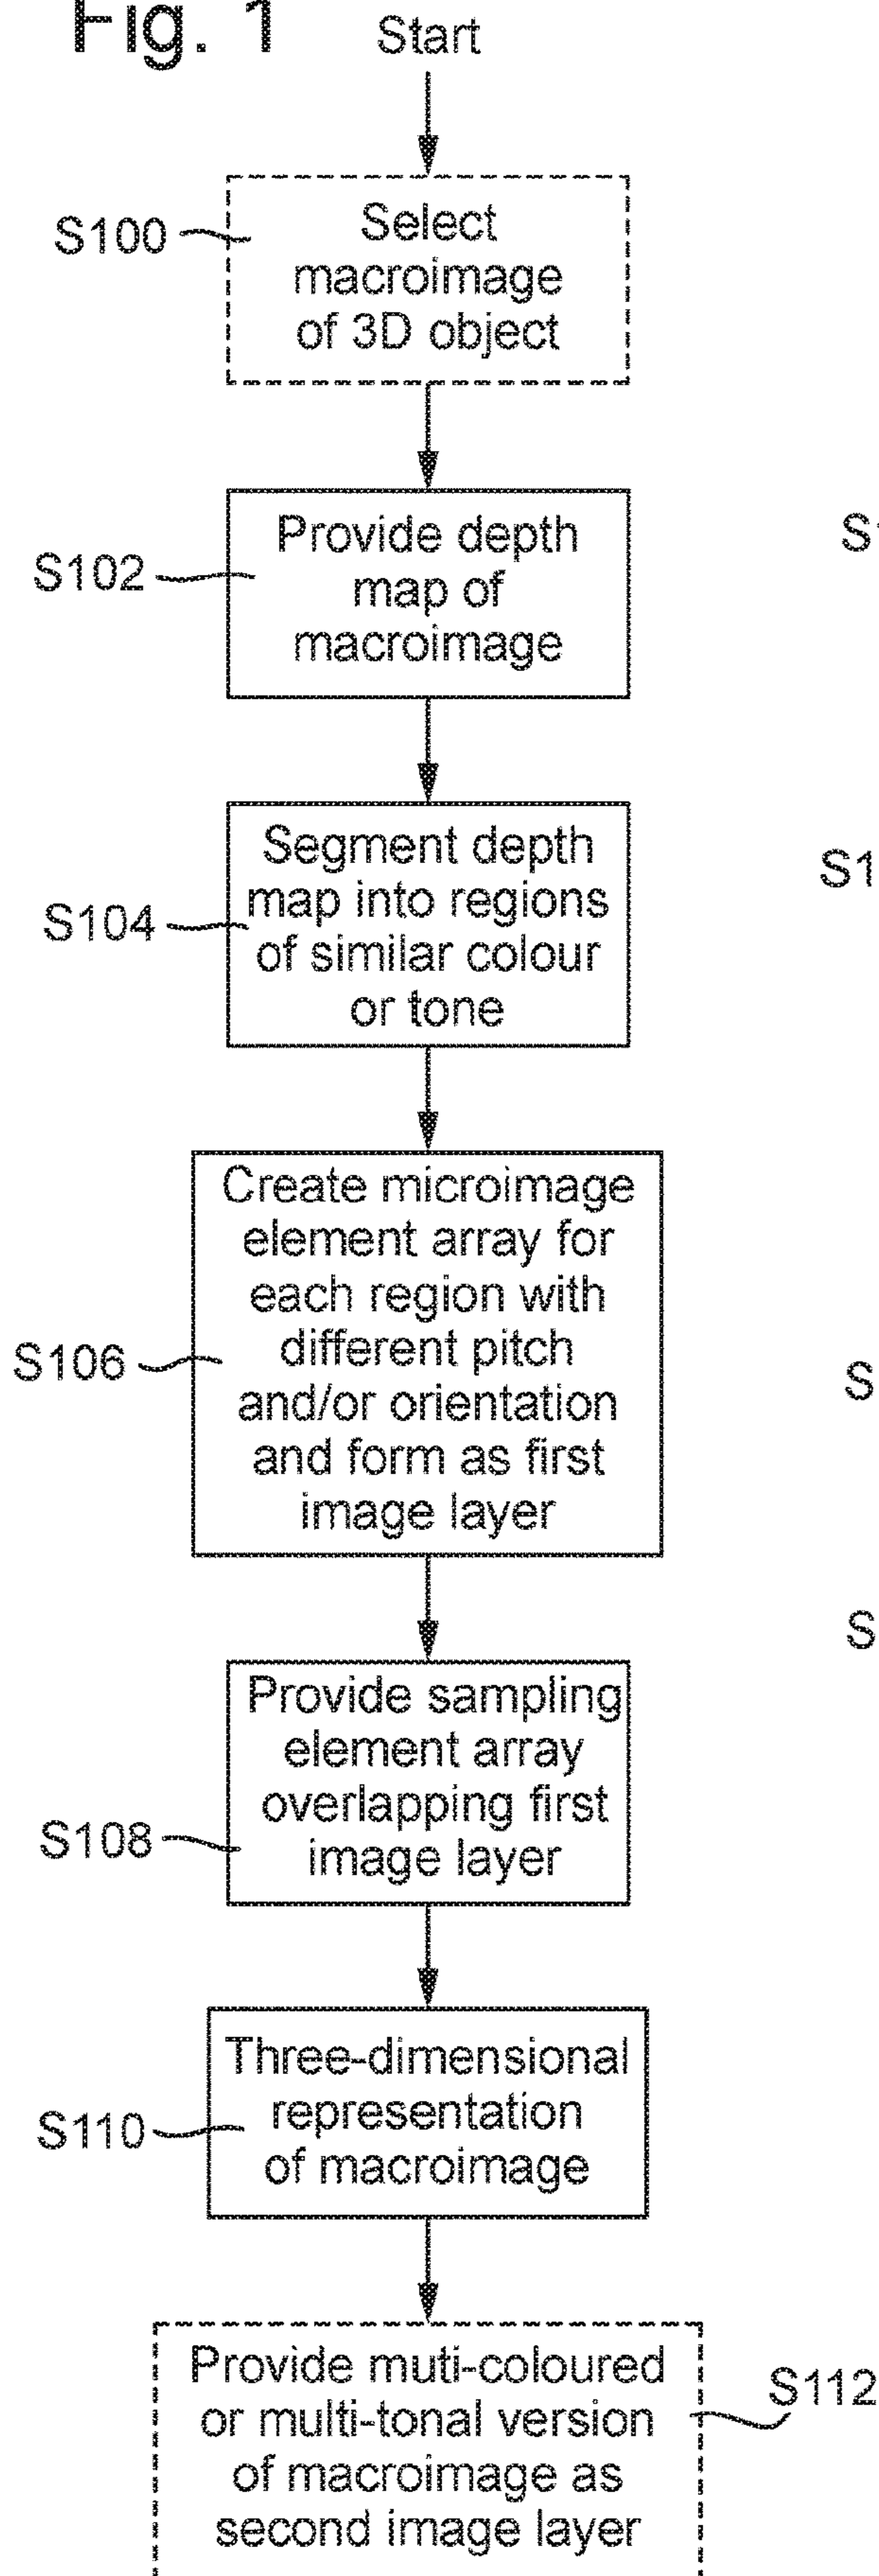 Fig. 1
Start
S100
Select
macroimage
of 3D object
S102
Provide depth
map of
macroimage
S104
Segment depth
map into regions
of similar colour
or tone
S106
Create microimage
element array for
each region with
different pitch
and/or orientation
and form as first
image layer
S108
Provide sampling
element array
overlapping first
image layer
S110
Three-dimensional
representation
of macroimage
S112
Provide muti-coloured
or multi-tonal version
of macroimage as
second image layer